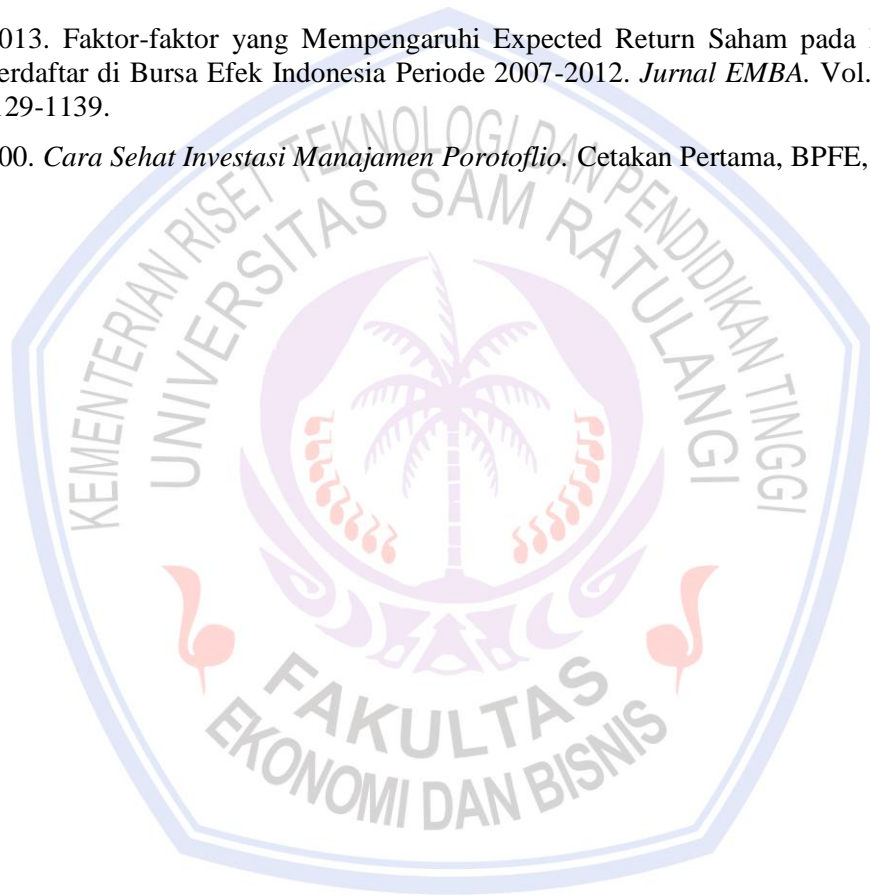 013. Faktor-faktor yang Mempengaruhi Expected Return Saham pada
erdaftar di Bursa Efek Indonesia Periode 2007-2012. Jurnal EMBA. Vol.
129-1139.
00. Cara Sehat Investasi Manajamen Porotoflio. Cetakan Pertama, BPFE,
KEMENTERIAN RISET TEKNOLOGI DAN PENDIDIKAN TINGGI
UNIVERSITAS SAM RATULANGI
FAKULTAS
EKONOMI DAN BISNIS